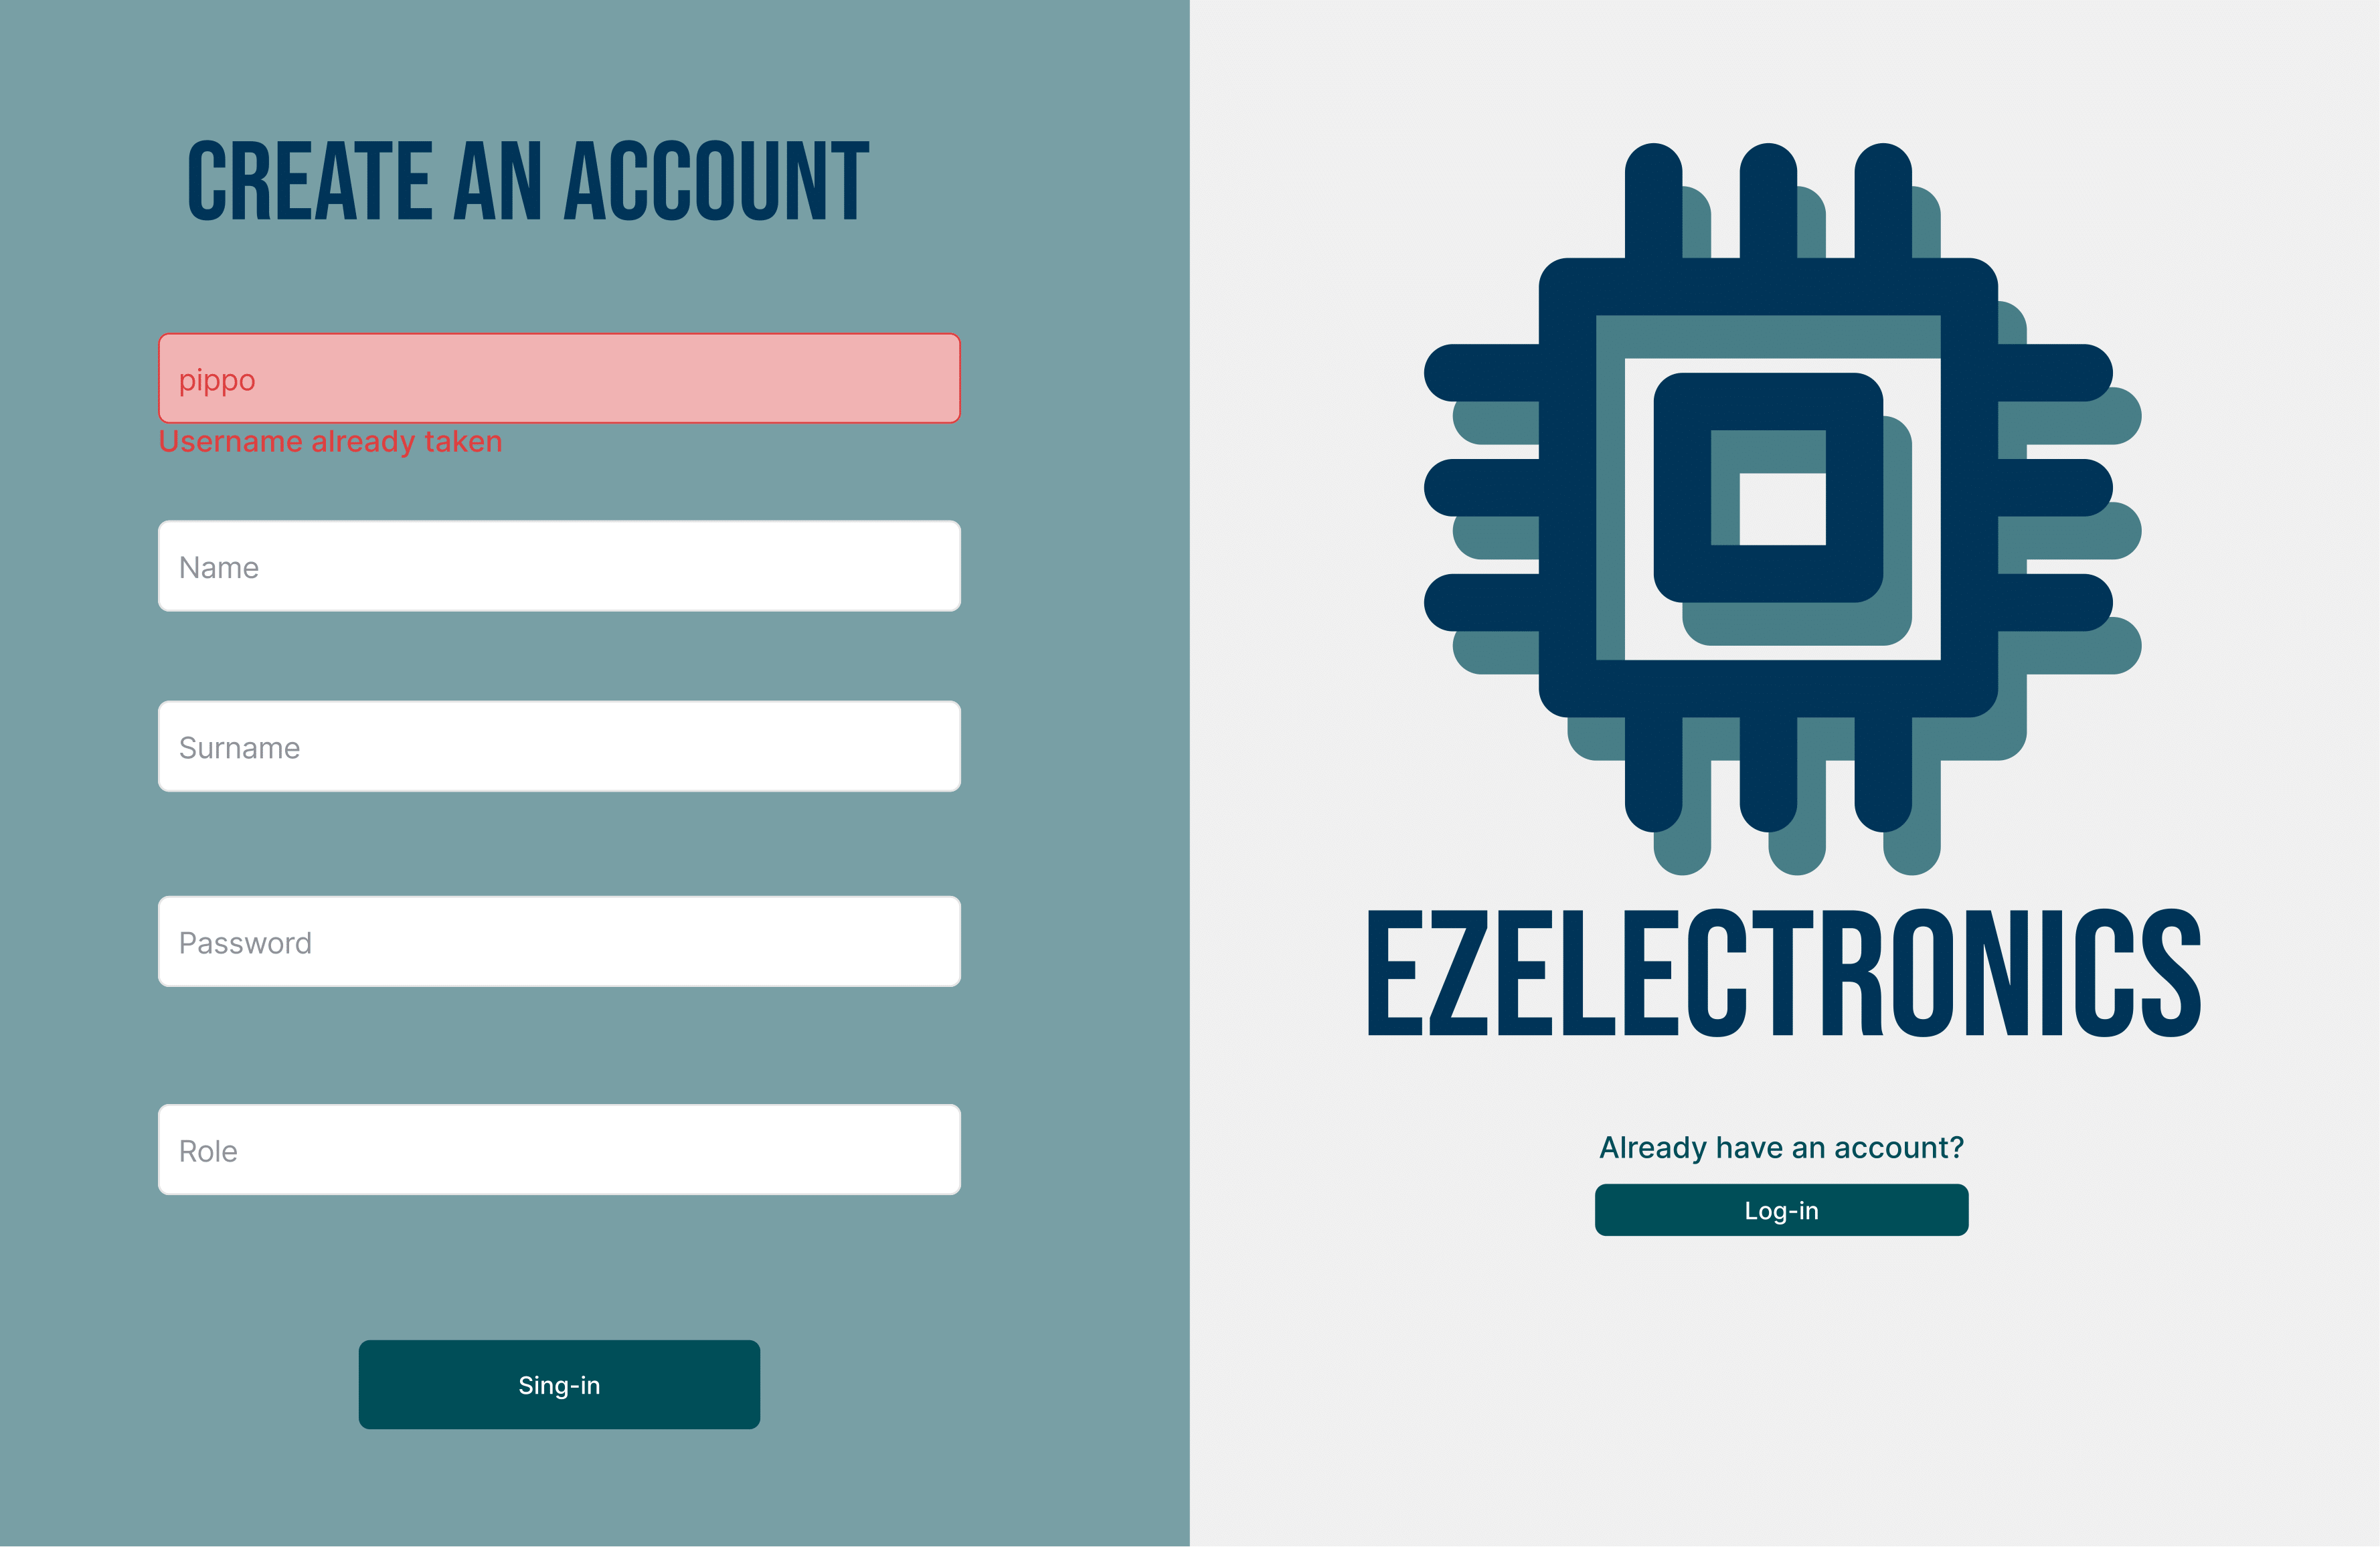 CREATE AN ACCOUNT
pippo
Username already taken
Name
Surname
Password
Role
Sing-in
EZELECTRONICS
Already have an account?
Log-in